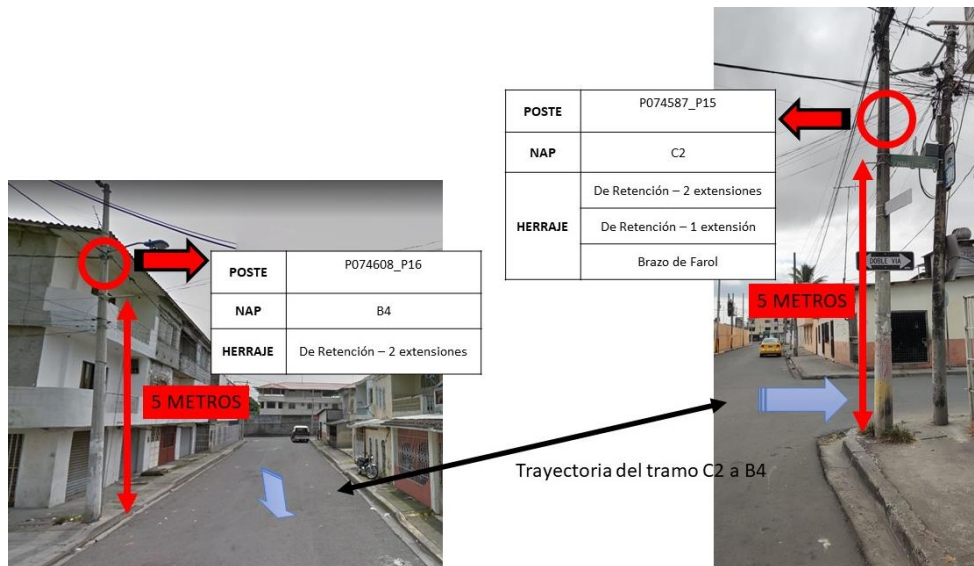 POSTE P074587_P15
NAP C2
HERRAJE De Retención – 2 extensiones
De Retención – 1 extensión
Brazo de Farol
POSTE P074608_P16
NAP B4
HERRAJE De Retención – 2 extensiones
5 METROS
5 METROS
DOBLE VIA
Trayectoria del tramo C2 a B4